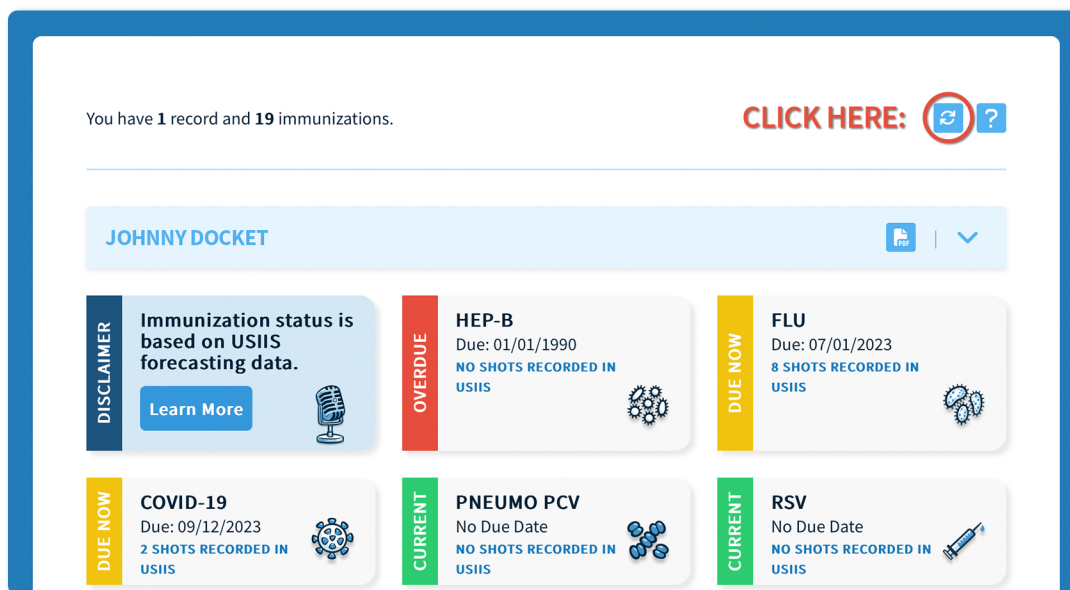 You have 1 record and 19 immunizations.
CLICK HERE:
?
JOHNNY DOCKET
PDF
|
DISCLAIMER
Immunization status is
based on USIIS
forecasting data.
Learn More
OVERDUE
HEP-B
Due: 01/01/1990
NO SHOTS RECORDED IN
USIIS
DUE NOW
FLU
Due: 07/01/2023
8 SHOTS RECORDED IN
USIIS
DUE NOW
COVID-19
Due: 09/12/2023
2 SHOTS RECORDED IN
USIIS
CURRENT
PNEUMO PCV
No Due Date
NO SHOTS RECORDED IN
USIIS
CURRENT
RSV
No Due Date
NO SHOTS RECORDED IN
USIIS